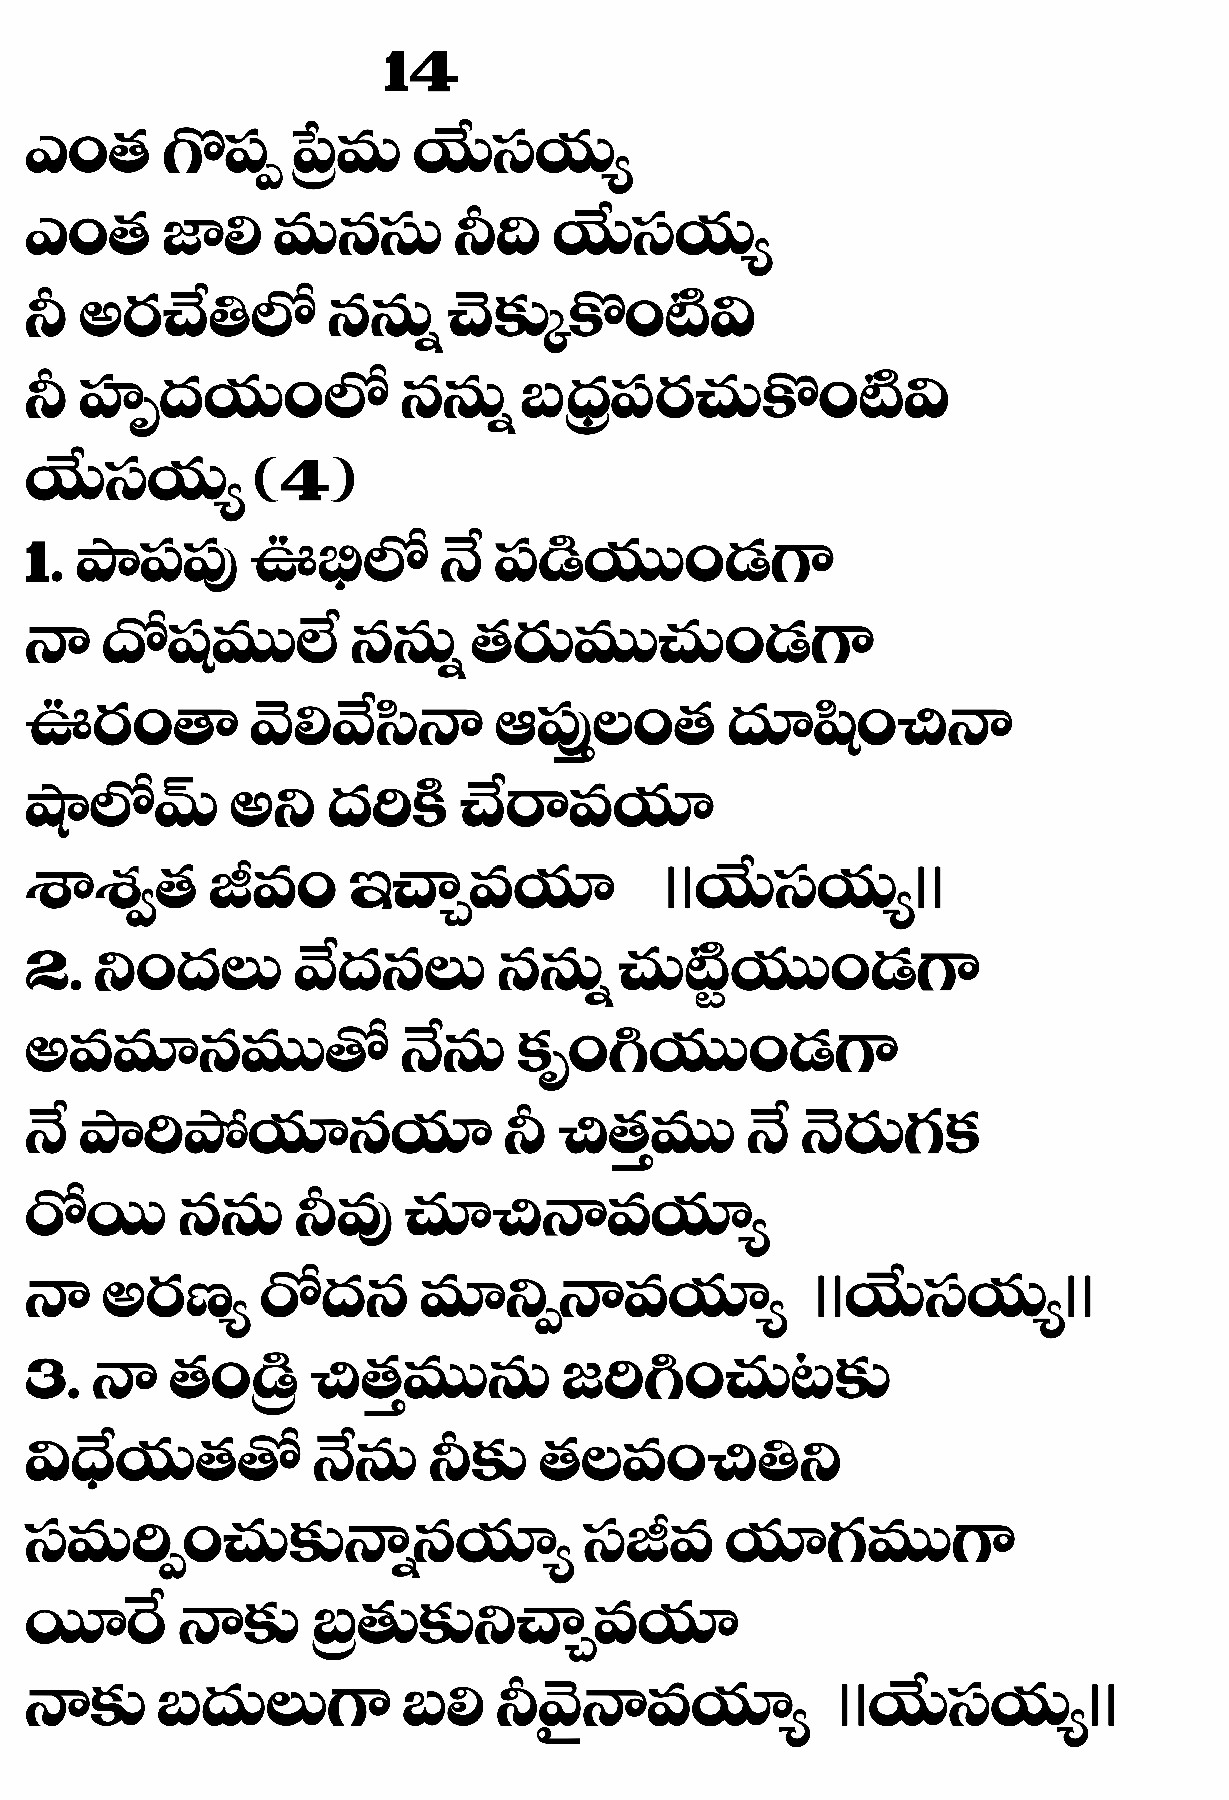 14
ఎంత గొప్ప ప్రేమ యేసయ్య
ఎంత జాలి మనసు నీది యేసయ్య
నీ అరచేతిలో నన్ను చెక్కుకొంటివి
నీ హృదయంలో నన్ను బధ్రపరచుకొంటివి
యేసయ్య (4)
1. పాపపు ఊభిలో నే పడియుండగా
నా దోషములే నన్ను తరుముచుండగా
ఊరంతా వెలివేసినా ఆప్తులంత దూషించినా
షాలోమ్ అని దరికి చేరావయా
శాశ్వత జీవం ఇచ్చావయా ||యేసయ్య||
2. నిందలు వేదనలు నన్ను చుట్టియుండగా
అవమానముతో నేను కృంగియుండగా
నే పారిపోయానయా నీ చిత్తము నే నెరుగక
రోయి నను నీవు చూచినావయ్యా
నా అరణ్య రోదన మాన్పినావయ్యా ||యేసయ్య||
3. నా తండ్రి చిత్తమును జరిగించుటకు
విధేయతతో నేను నీకు తలవంచితిని
సమర్పించుకున్నానయ్యా సజీవ యాగముగా
యీరే నాకు బ్రతుకునిచ్చావయా
నాకు బదులుగా బలి నీవైనావయ్యా ||యేసయ్య||